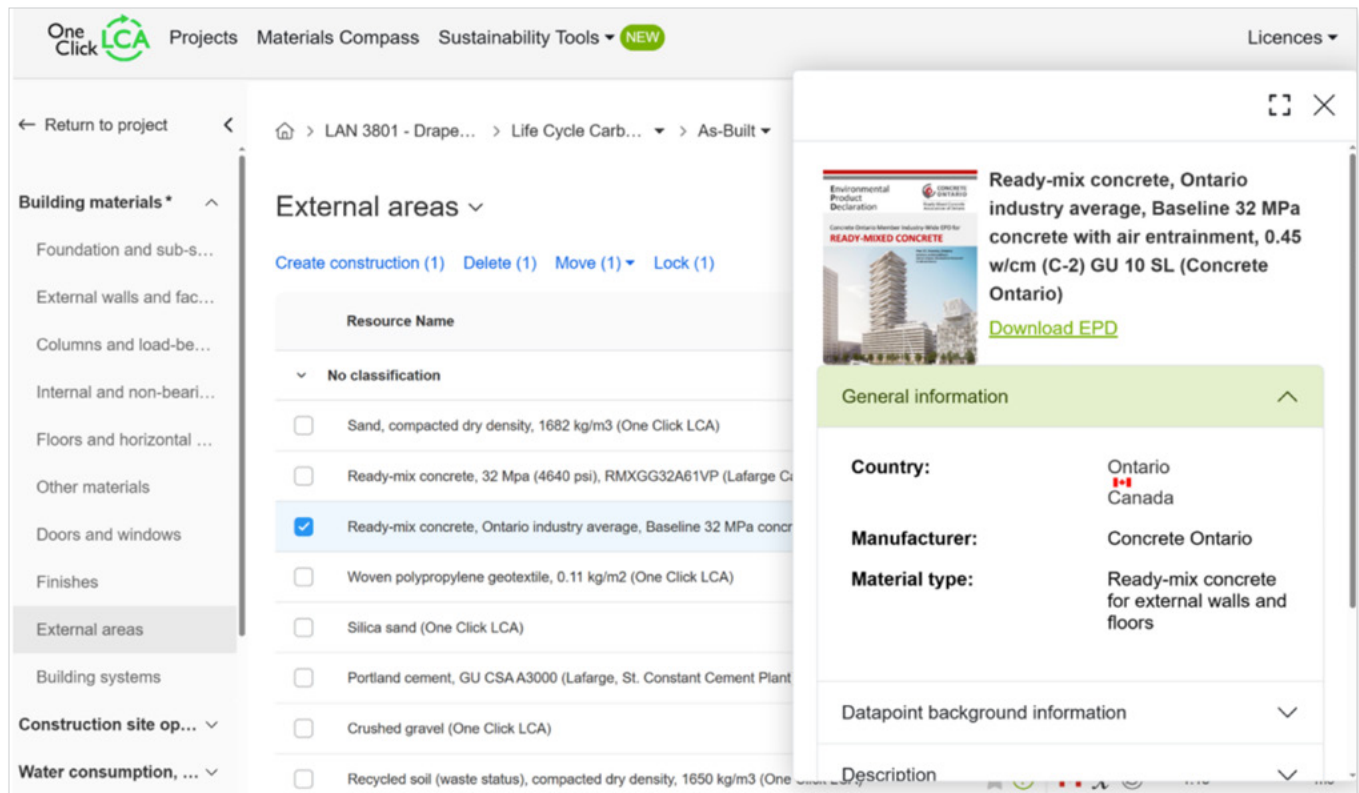 One Click LCA Projects Materials Compass Sustainability Tools NEW Licences
← Return to project
Building materials *
Foundation and sub-s...
External walls and fac...
Columns and load-be...
Internal and non-beari...
Floors and horizontal ...
Other materials
Doors and windows
Finishes
External areas
Building systems
Construction site op...
Water consumption, ...
> LAN 3801 - Drape... > Life Cycle Carb... > As-Built
External areas
Create construction (1) Delete (1) Move (1) Lock (1)
Resource Name
No classification
Sand, compacted dry density, 1682 kg/m3 (One Click LCA)
Ready-mix concrete, 32 Mpa (4640 psi), RMXGG32A61VP (Lafarge Ca
Ready-mix concrete, Ontario industry average, Baseline 32 MPa concr
Woven polypropylene geotextile, 0.11 kg/m2 (One Click LCA)
Silica sand (One Click LCA)
Portland cement, GU CSA A3000 (Lafarge, St. Constant Cement Plant
Crushed gravel (One Click LCA)
Recycled soil (waste status), compacted dry density, 1650 kg/m3 (One
Environmental
Product
Declaration
CONCRETE
ONTARIO
Concrete Ontario Member Industry-Wide EPD for
READY-MIXED CONCRETE
Ready-mix concrete, Ontario
industry average, Baseline 32 MPa
concrete with air entrainment, 0.45
w/cm (C-2) GU 10 SL (Concrete
Ontario)
Download EPD
General information
Country: Ontario
Canada
Manufacturer: Concrete Ontario
Material type: Ready-mix concrete
for external walls and
floors
Datapoint background information
Description